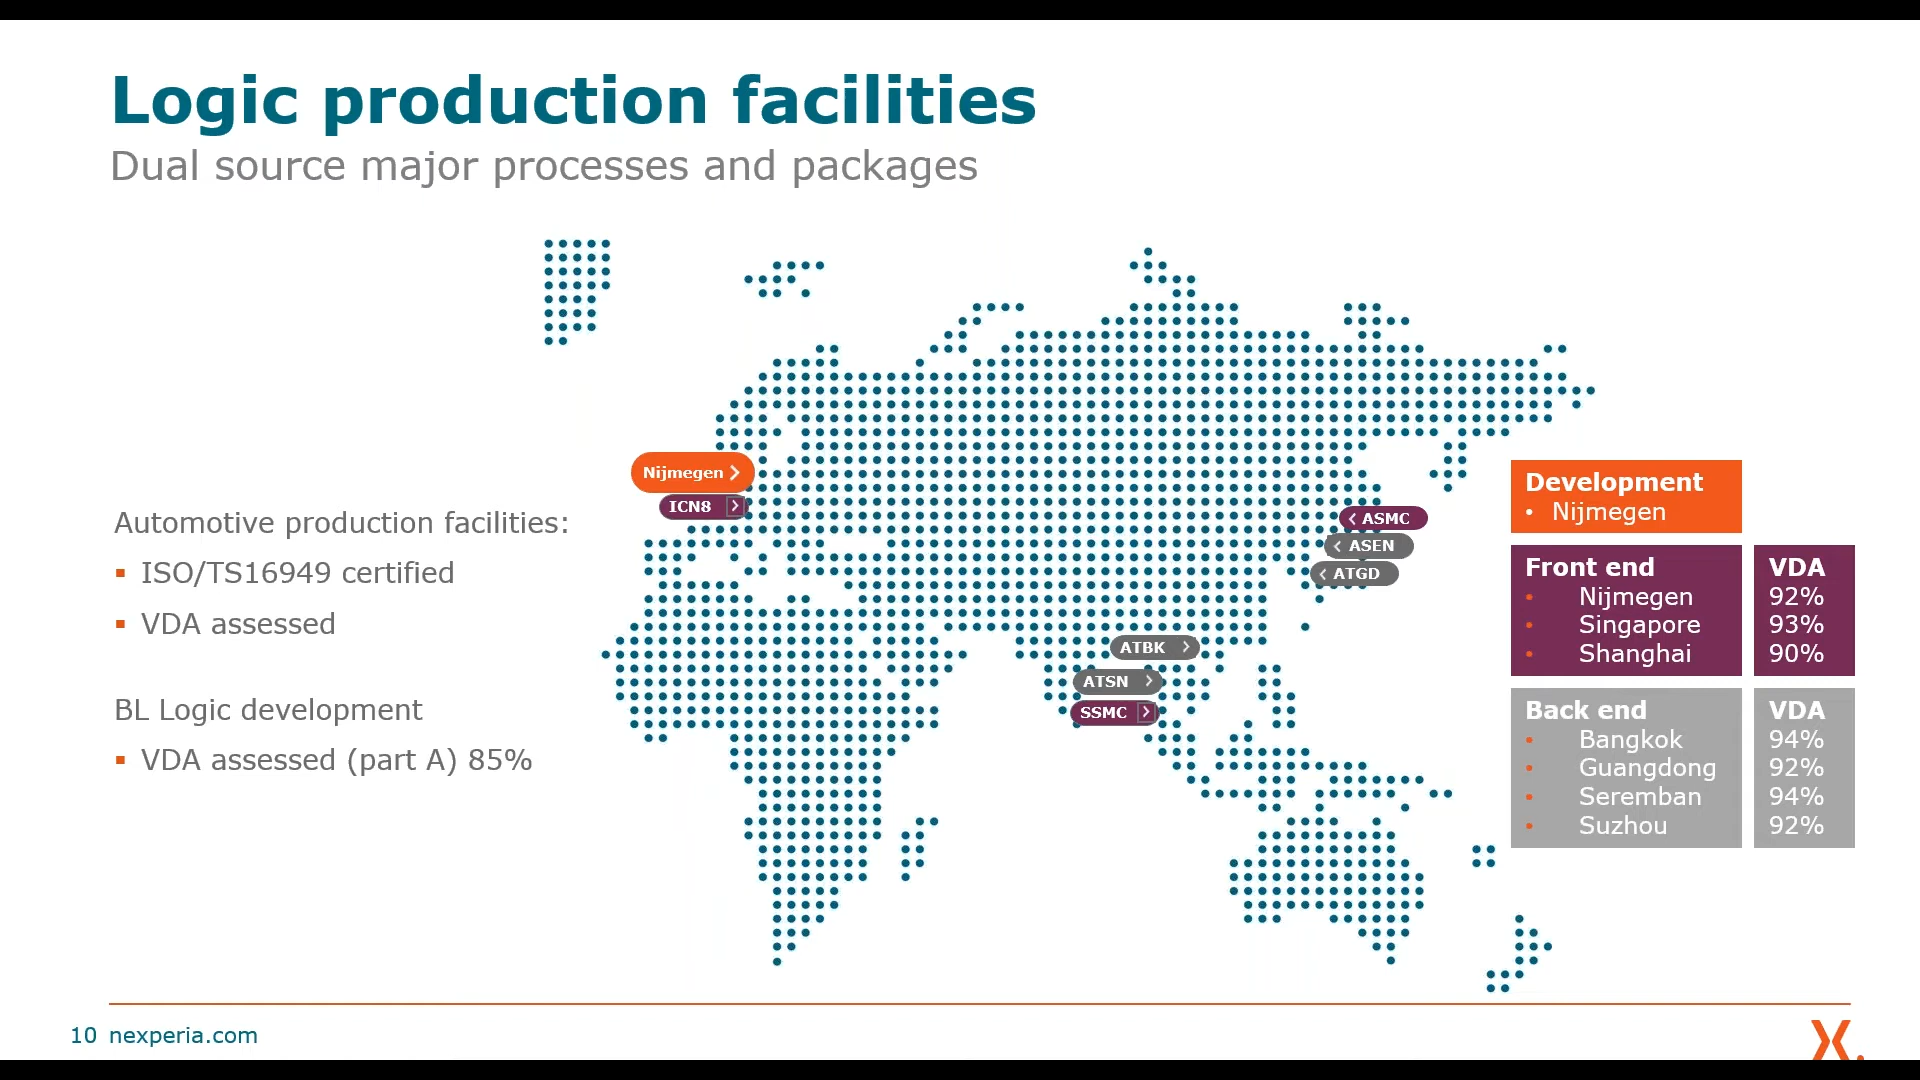 Logic production facilities
Dual source major processes and packages
Nijmegen
ICN8
ASMC
ASEN
ATGD
ATBK
ATSN
SSMC
Automotive production facilities:
ISO/TS16949 certified
VDA assessed
BL Logic development
VDA assessed (part A) 85%
Development
Nijmegen
Front end VDA
Nijmegen 92%
Singapore 93%
Shanghai 90%
Back end VDA
Bangkok 94%
Guangdong 92%
Seremban 94%
Suzhou 92%
10 nexperia.com